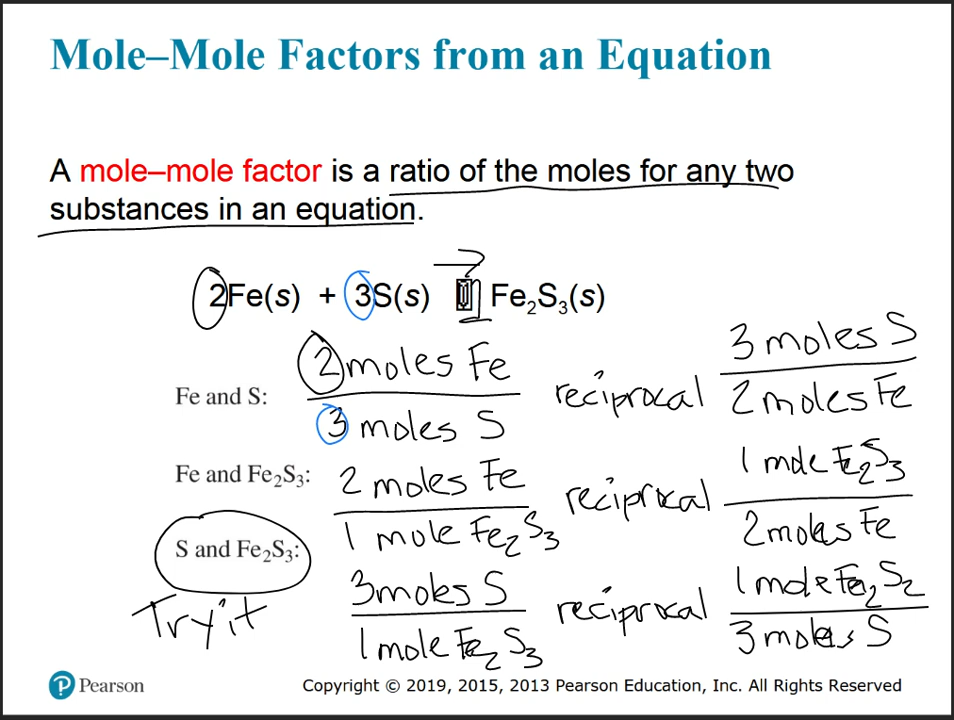 Mole–Mole Factors from an Equation
A mole–mole factor is a ratio of the moles for any two
substances in an equation.
2Fe(s) + 3S(s) → Fe₂S₃(s)
Fe and S:
2 moles Fe
3 moles S
reciprocal
3 moles S
2 moles Fe
Fe and Fe₂S₃:
2 moles Fe
1 mole Fe₂S₃
reciprocal
1 mole Fe₂S₃
2 moles Fe
S and Fe₂S₃:
Try it
3 moles S
1 mole Fe₂S₃
reciprocal
1 mole Fe₂S₂
3 moles S
P Pearson
Copyright © 2019, 2015, 2013 Pearson Education, Inc. All Rights Reserved